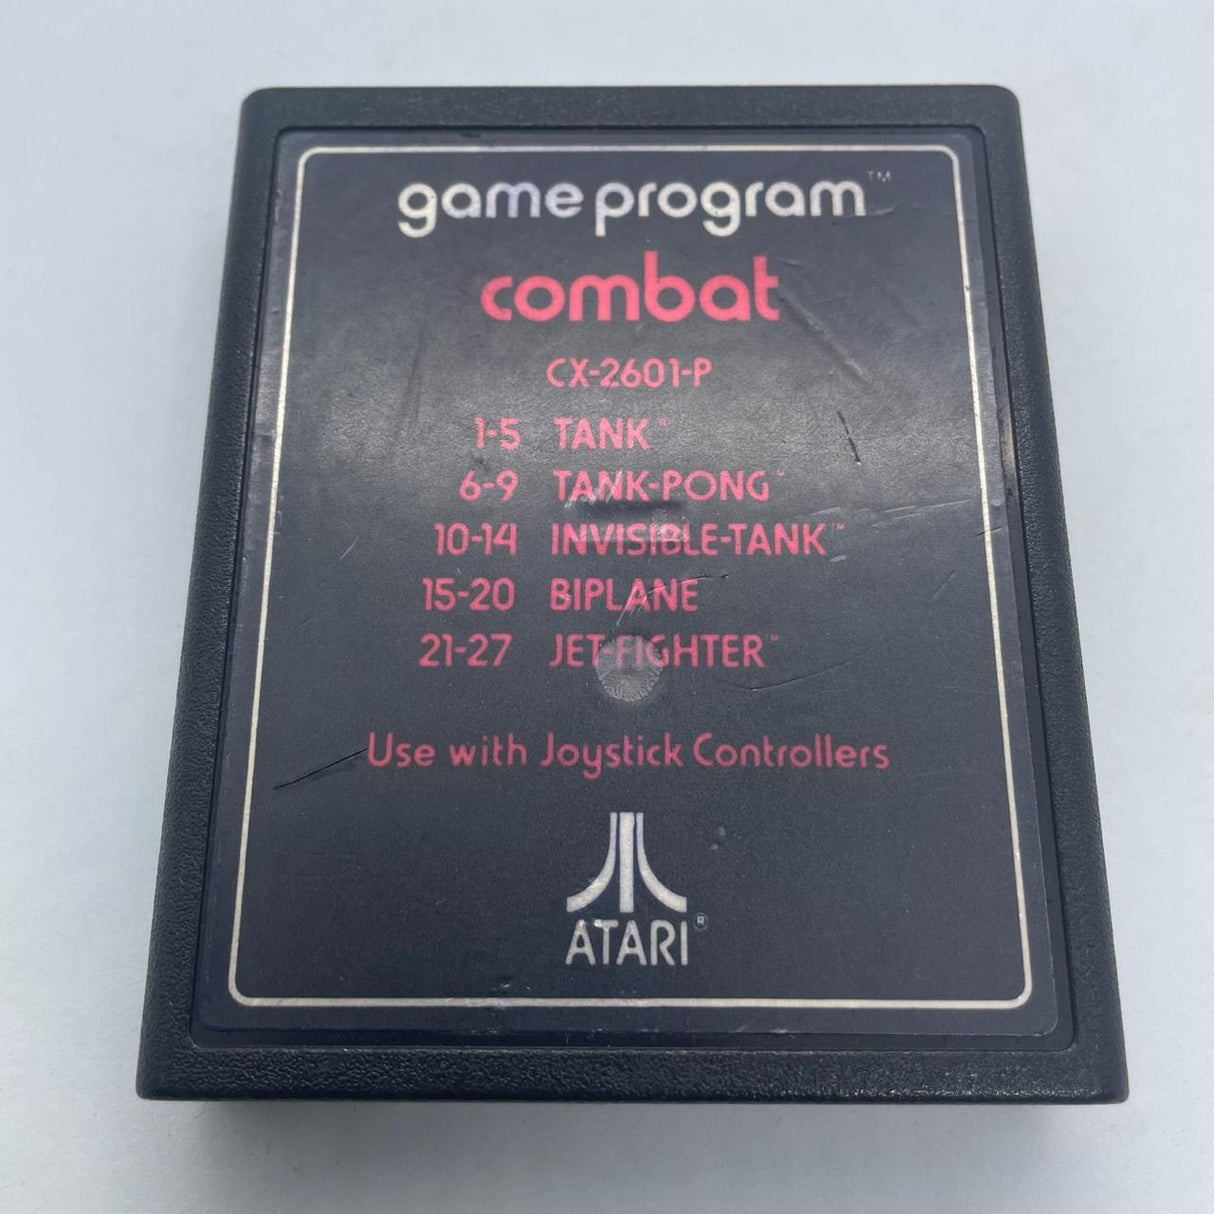 game program™
combat
CX-2601-P
1-5 TANK™
6-9 TANK-PONG™
10-14 INVISIBLE-TANK™
15-20 BIPLANE
21-27 JET-FIGHTER™
Use with Joystick Controllers
ATARI®